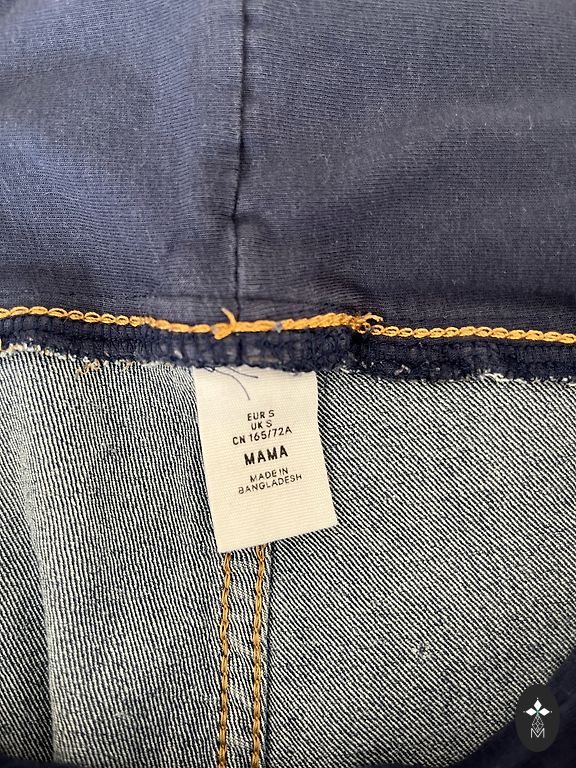 EUR S
UK S
CN 165/72A
MAMA
MADE IN
BANGLADESH